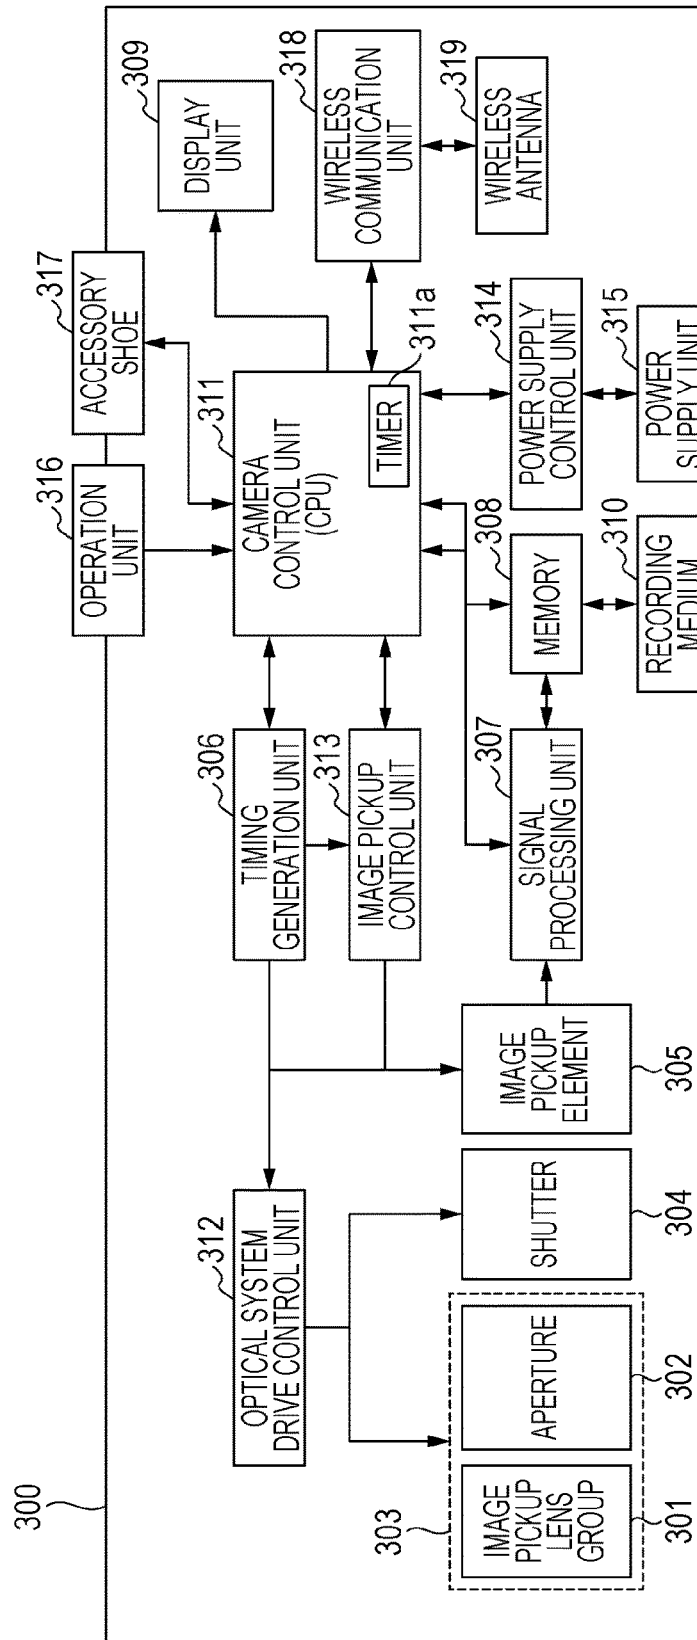 300
316
OPERATION
UNIT
317
ACCESSORY
SHOE
309
DISPLAY
UNIT
312
OPTICAL SYSTEM
DRIVE CONTROL UNIT
306
TIMING
GENERATION UNIT
313
IMAGE PICKUP
CONTROL UNIT
311
CAMERA
CONTROL UNIT
(CPU)
TIMER
311a
318
WIRELESS
COMMUNICATION
UNIT
319
WIRELESS
ANTENNA
303
IMAGE
PICKUP
LENS
GROUP
301
APERTURE
302
SHUTTER
304
IMAGE
PICKUP
ELEMENT
305
307
SIGNAL
PROCESSING UNIT
308
MEMORY
314
POWER SUPPLY
CONTROL UNIT
310
RECORDING
MEDIUM
315
POWER
SUPPLY UNIT